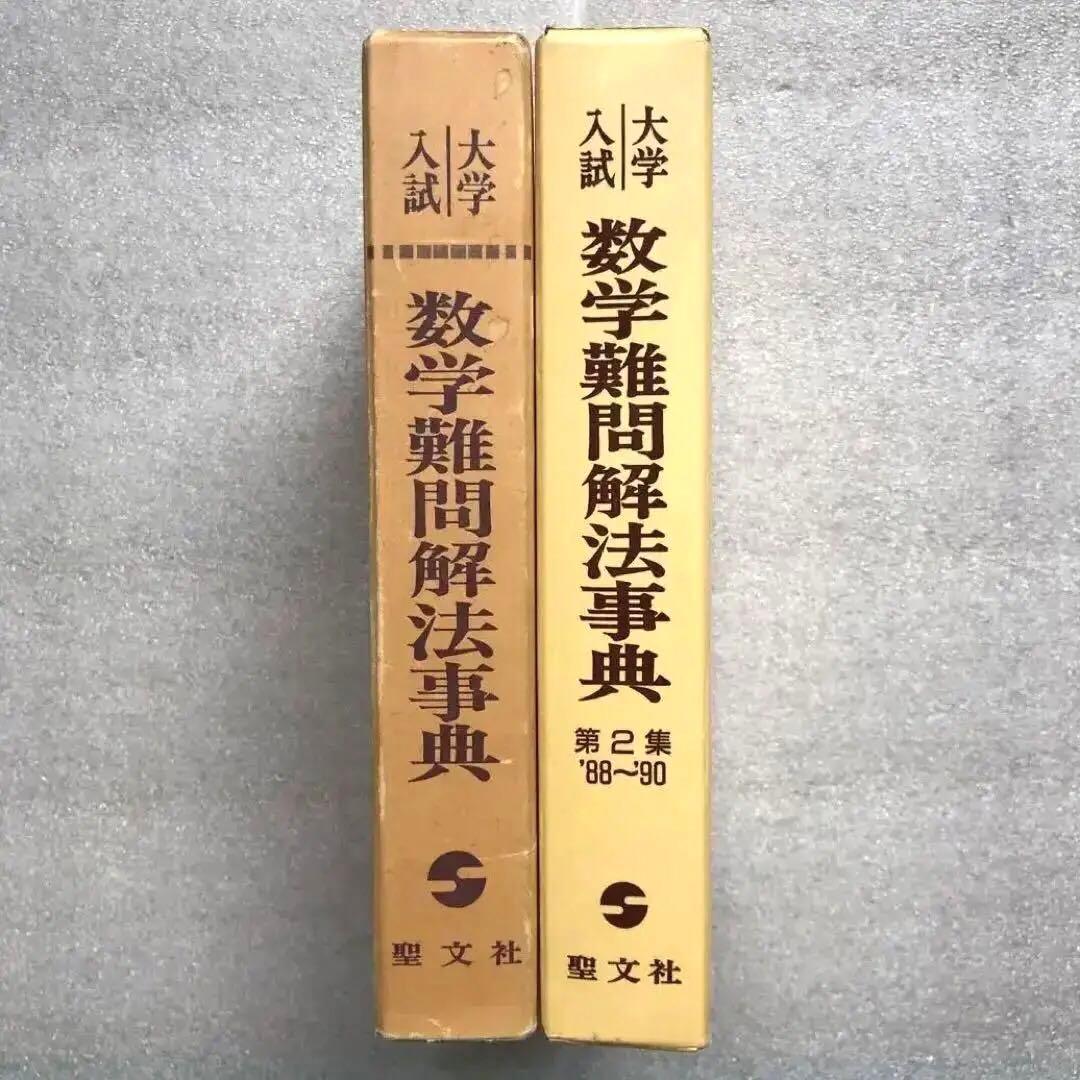 大学
入試
数学難問解法事典
聖文社
大学
入試
数学難問解法事典
第2集
'88〜'90
聖文社